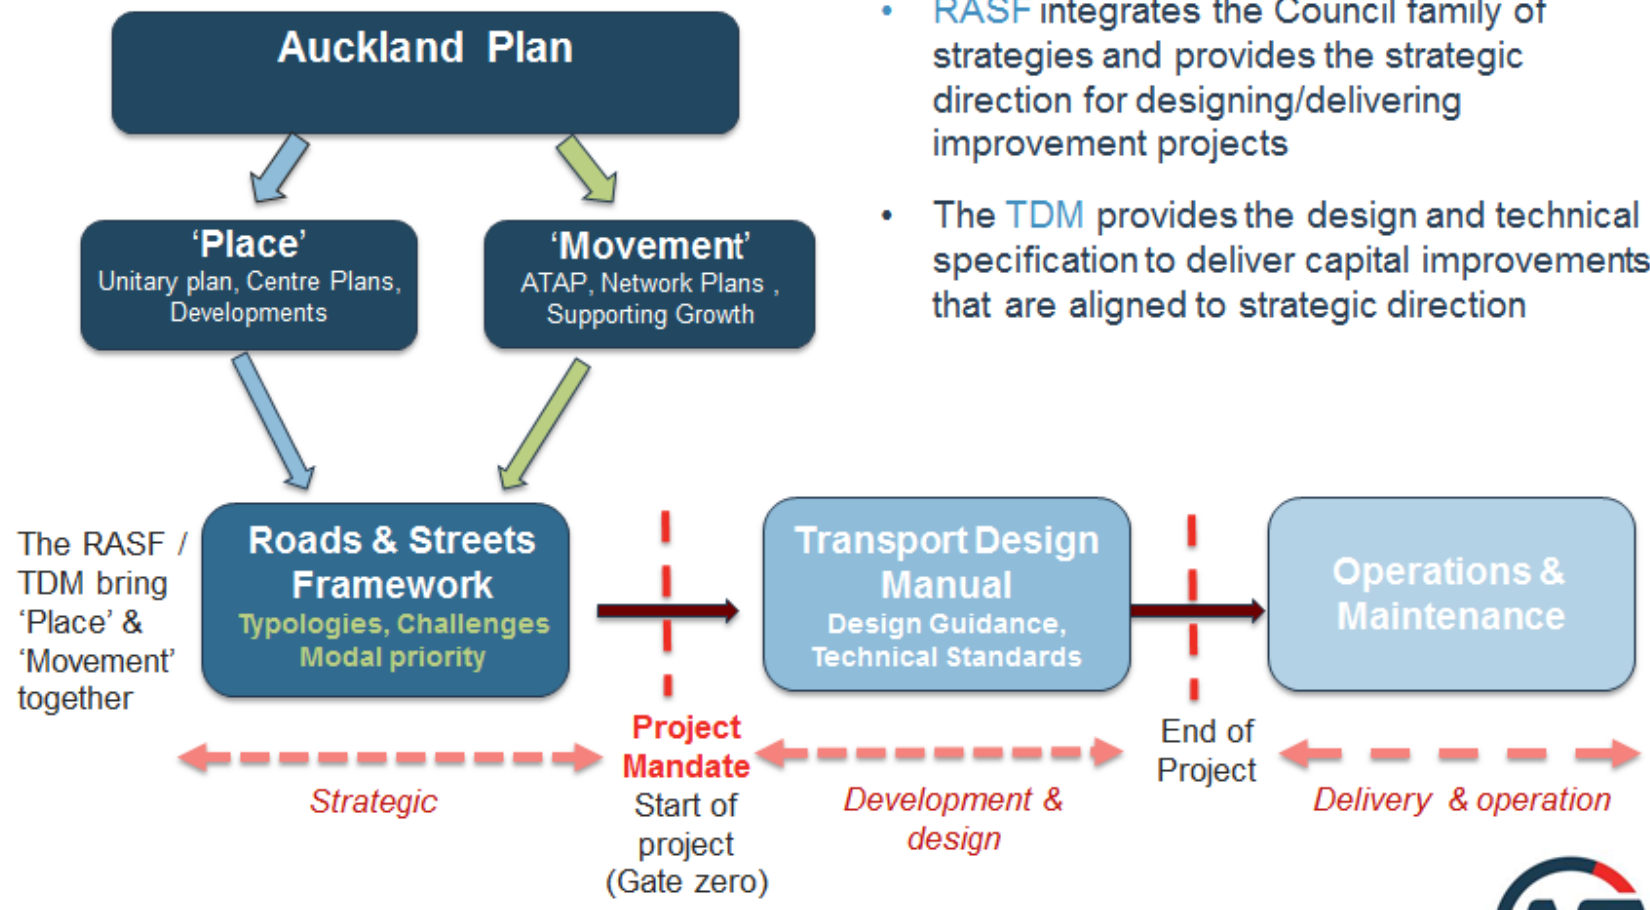 Auckland Plan
• RASF integrates the Council family of
strategies and provides the strategic
direction for designing/delivering
improvement projects
• The TDM provides the design and technical
specification to deliver capital improvements
that are aligned to strategic direction
‘Place’
Unitary plan, Centre Plans,
Developments
‘Movement’
ATAP, Network Plans ,
Supporting Growth
The RASF /
TDM bring
‘Place’ &
‘Movement’
together
Roads & Streets
Framework
Typologies, Challenges
Modal priority
Transport Design
Manual
Design Guidance,
Technical Standards
Operations &
Maintenance
Strategic
Project
Mandate
Start of
project
(Gate zero)
Development &
design
End of
Project
Delivery & operation